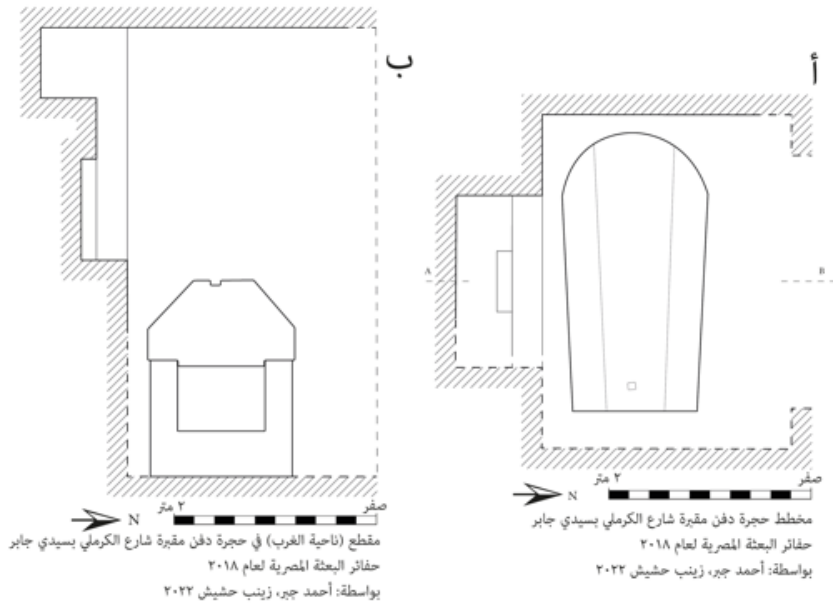 أ
ب
A
B
صفر ٢ متر
N
مخطط حجرة دفن مقبرة شارع الكرملي بسيدي جابر
حفائر البعثة المصرية لعام ٢٠١٨
بواسطة: أحمد جبر، زينب حشيش ٢٠٢٢
صفر ٢ متر
N
مقطع (ناحية الغرب) في حجرة دفن مقبرة شارع الكرملي بسيدي جابر
حفائر البعثة المصرية لعام ٢٠١٨
بواسطة: أحمد جبر، زينب حشيش ٢٠٢٢